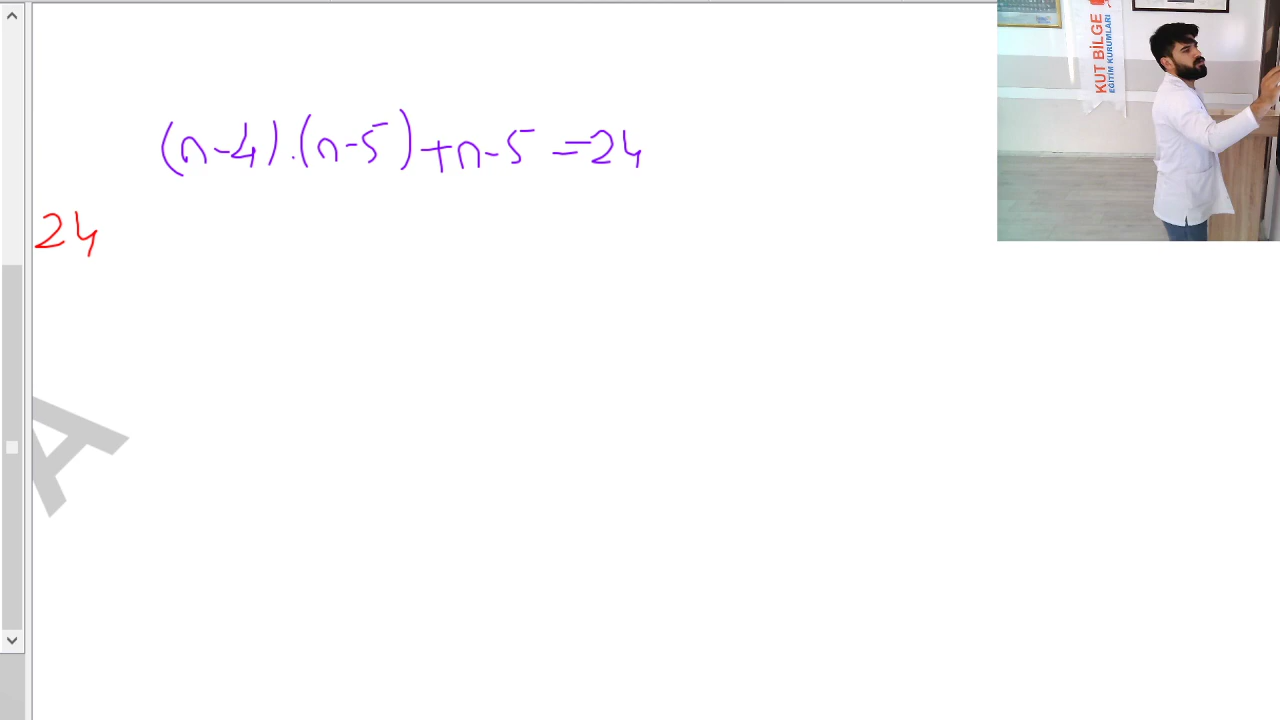 (n-4).(n-5)+n-5=24
24
A
KUT BİLGE
EĞİTİM KURUMLARI